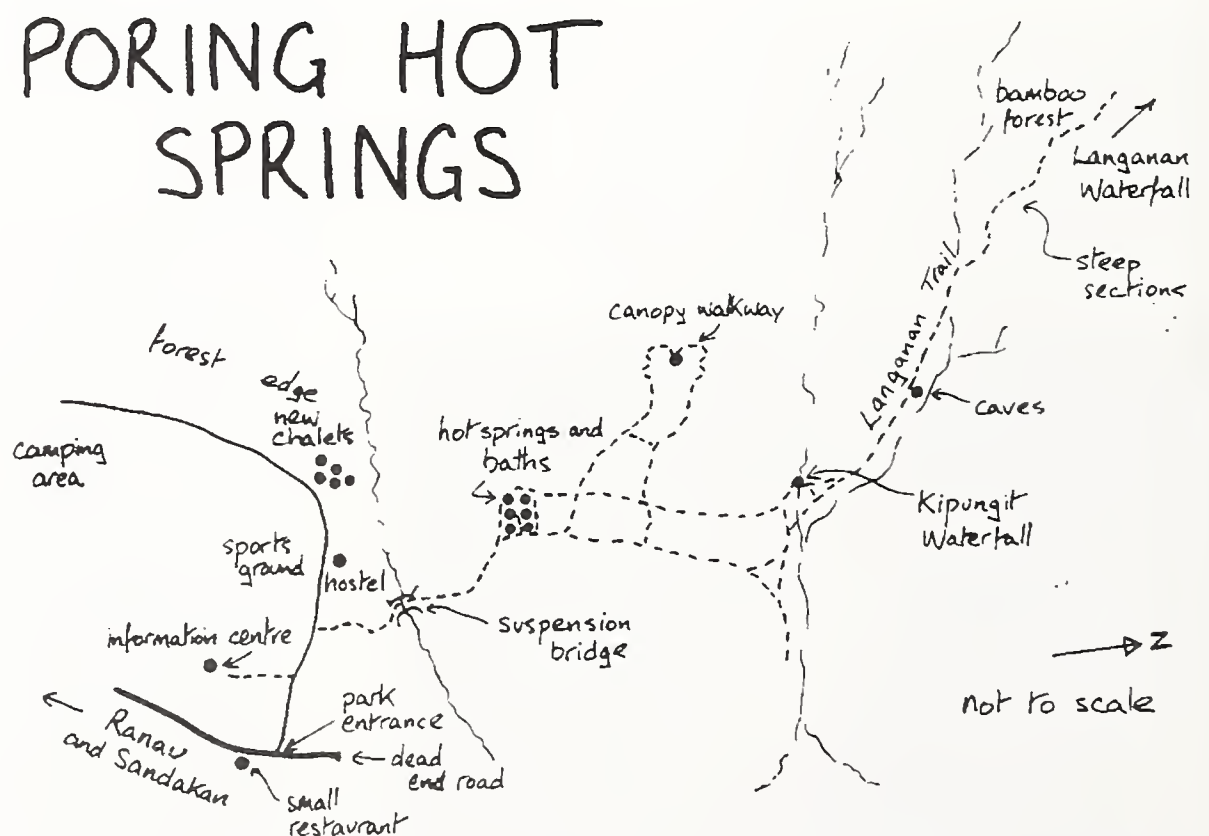 PORING HOT
SPRINGS
bamboo
forest
Langanan
Waterfall
steep
sections
Langanan Trail
canopy walkway
forest
edge
new
chalets
caves
camping
area
hot springs and
baths
Kipungit
Waterfall
sports
ground
hostel
information centre
suspension
bridge
Z
not to scale
park
entrance
Ranau
and Sandakan
dead
end road
small
restaurant